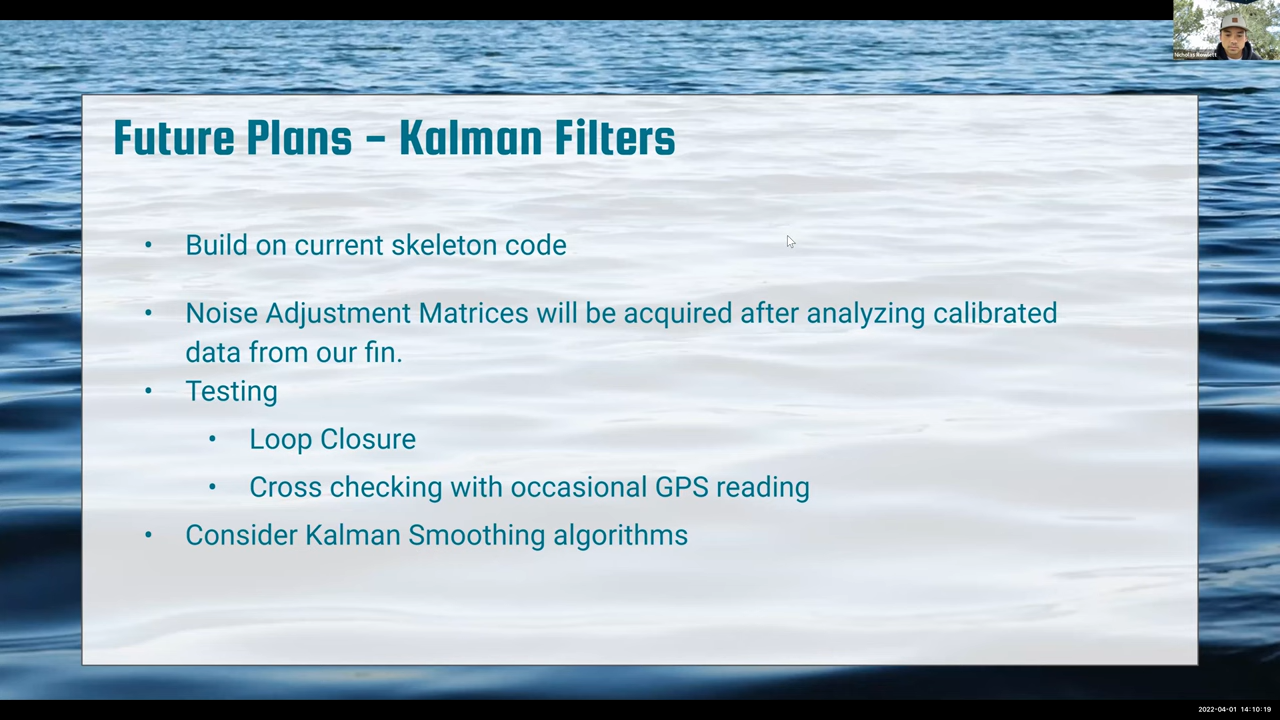 Future Plans – Kalman Filters
• Build on current skeleton code
• Noise Adjustment Matrices will be acquired after analyzing calibrated
data from our fin.
• Testing
• Loop Closure
• Cross checking with occasional GPS reading
• Consider Kalman Smoothing algorithms
Nicholas
2022-04-01 14:10:19